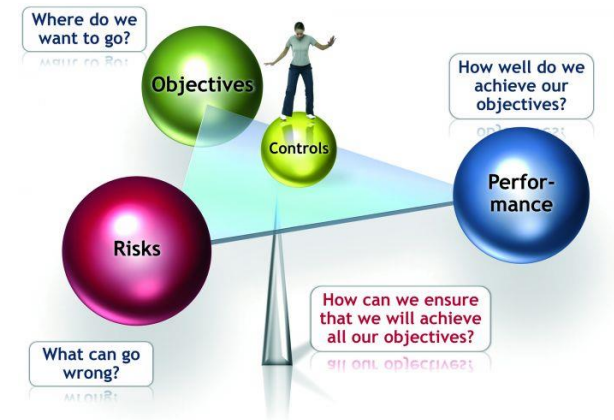 Where do we
want to go?
Objectives
How well do we
achieve our
objectives?
Controls
Perfor-
mance
Risks
How can we ensure
that we will achieve
all our objectives?
What can go
wrong?